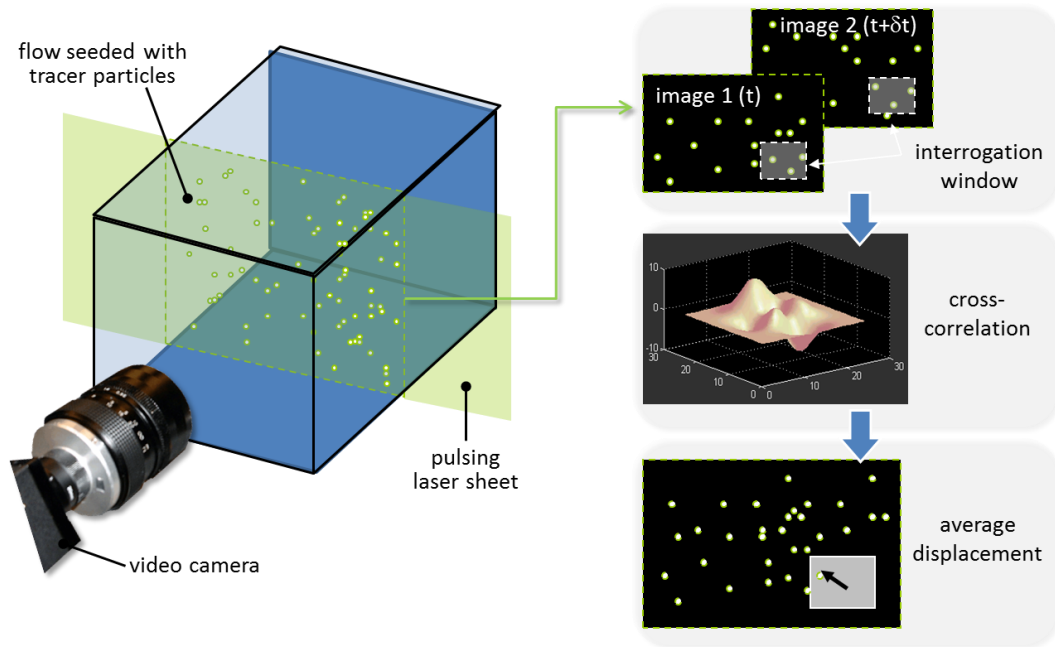 flow seeded with
tracer particles
pulsing
laser sheet
video camera
image 2 (t+δt)
image 1 (t)
interrogation
window
10
0
-10
30
20
10
0
0
10
20
30
cross-
correlation
average
displacement